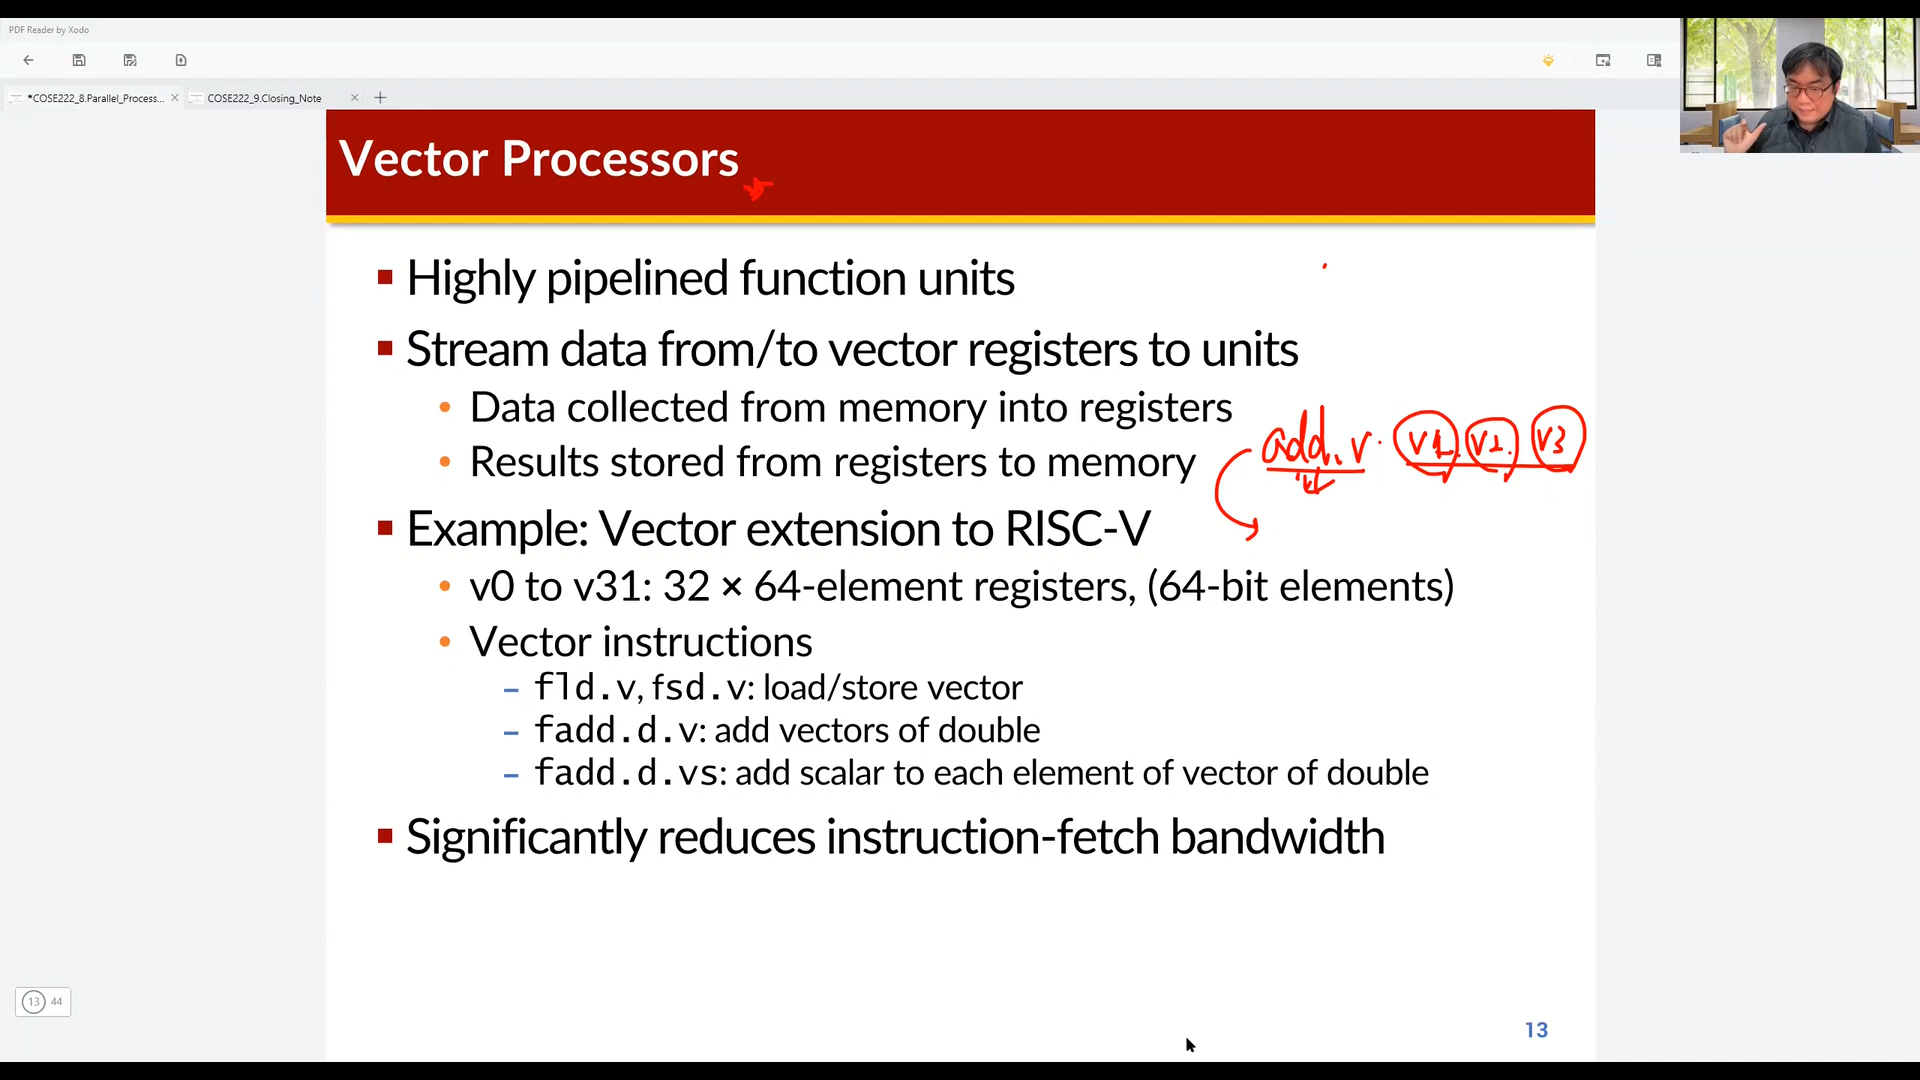 PDF Reader by Xodo
*COSE222_8.Parallel_Process...
COSE222_9.Closing_Note
Vector Processors
▪ Highly pipelined function units
▪ Stream data from/to vector registers to units
• Data collected from memory into registers
add.v v1 v2 v3
• Results stored from registers to memory
▪ Example: Vector extension to RISC-V
• v0 to v31: 32 × 64-element registers, (64-bit elements)
• Vector instructions
– fld.v, fsd.v: load/store vector
– fadd.d.v: add vectors of double
– fadd.d.vs: add scalar to each element of vector of double
▪ Significantly reduces instruction-fetch bandwidth
13 44
13